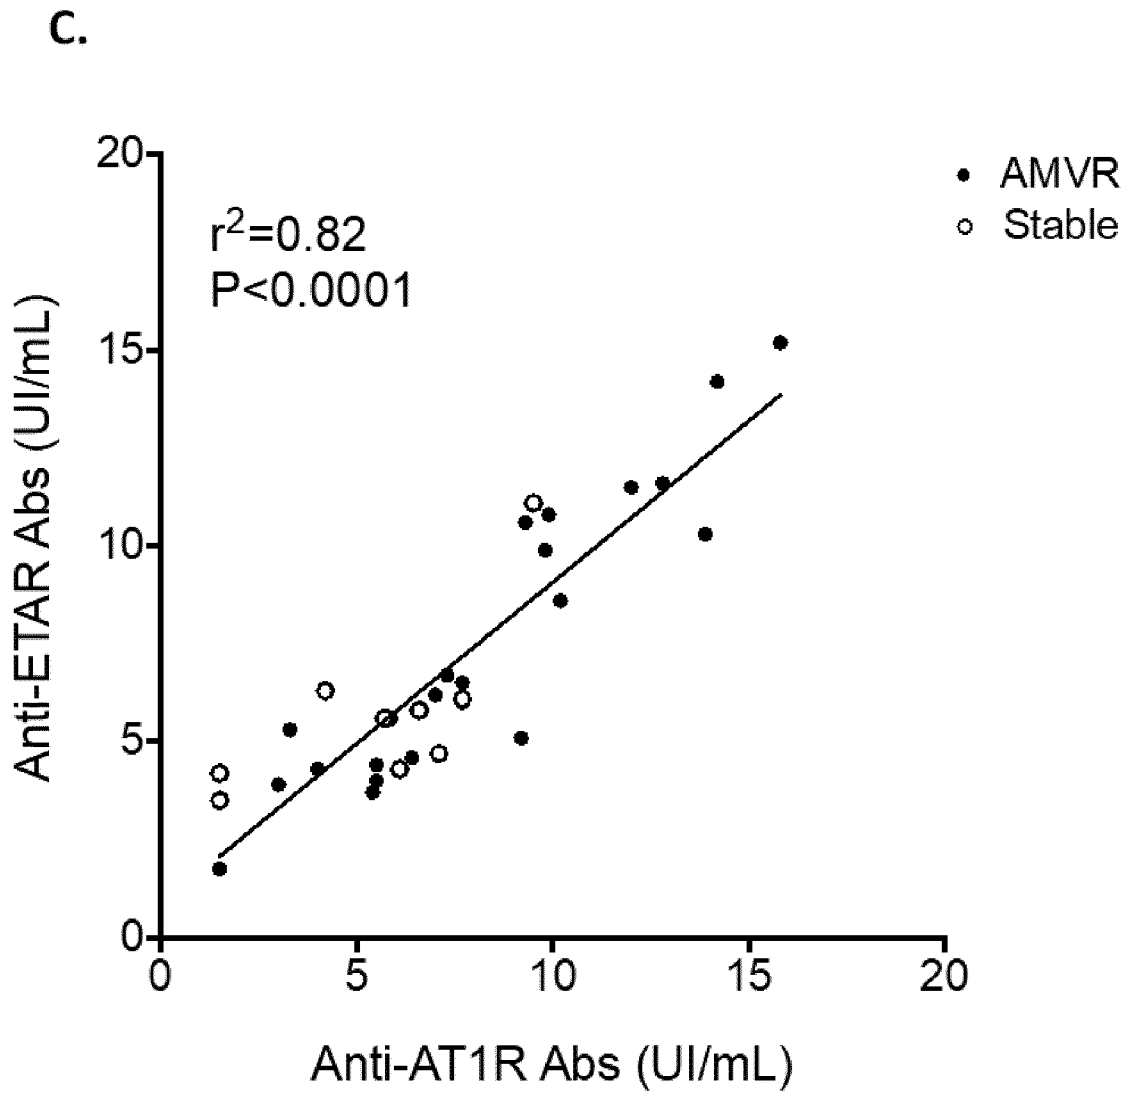 C.
20
15
10
5
0
r²=0.82
P<0.0001
AMVR
Stable
Anti-ETAR Abs (UI/mL)
0 5 10 15 20
Anti-AT1R Abs (UI/mL)